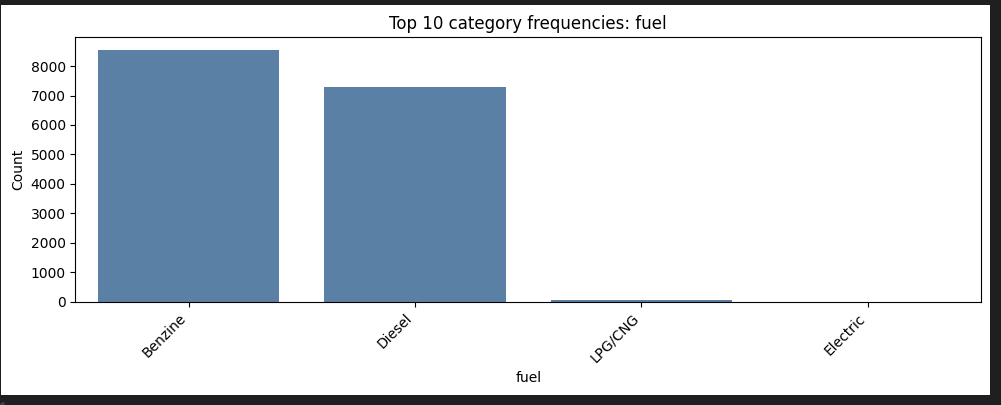 Top 10 category frequencies: fuel
Count
8000
7000
6000
5000
4000
3000
2000
1000
0
Benzine
Diesel
LPG/CNG
Electric
fuel